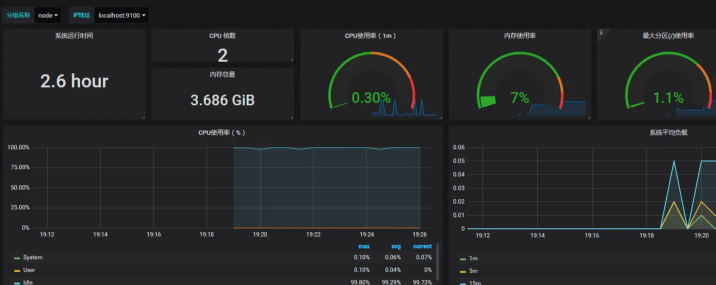 分组名称 node IP地址 localhost:9100
系统运行时间 CPU 核数 CPU使用率（1m） 内存使用率 最大分区(/)使用率
2
内存总量
2.6 hour 3.686 GiB 0.30% 7% 1.1%
CPU使用率（%） 系统平均负载
100.00%
75.00%
50.00%
25.00%
0%
19:12 19:14 19:16 19:18 19:20 19:22 19:24 19:26
max avg current
System 0.10% 0.06% 0.07%
User 0.10% 0.04% 0%
Idle 99.80% 99.29% 99.73%
0.06
0.05
0.04
0.03
0.02
0.01
0
19:12 19:14 19:16 19:18 19:20
1m
5m
15m